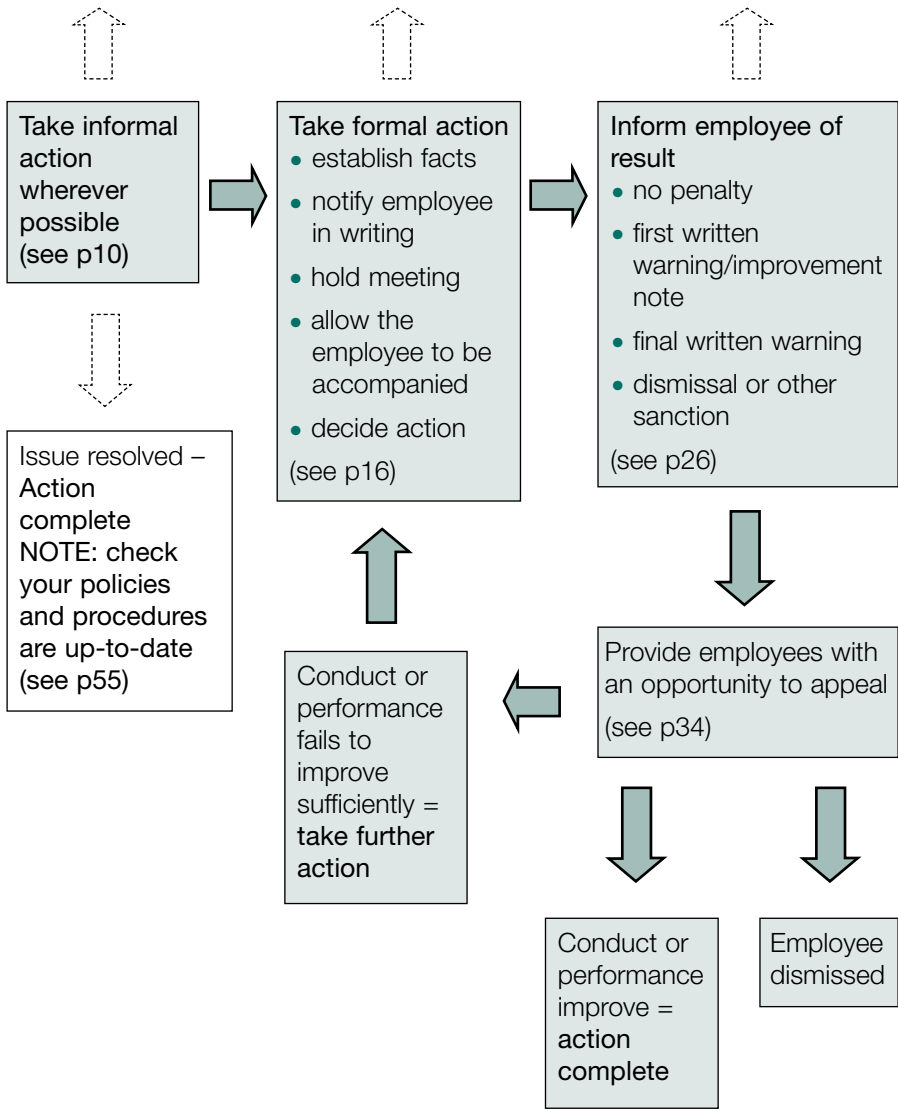 Take informal
action
wherever
possible
(see p10)
Take formal action
• establish facts
• notify employee
in writing
• hold meeting
• allow the
employee to be
accompanied
• decide action
(see p16)
Inform employee of
result
• no penalty
• first written
warning/improvement
note
• final written warning
• dismissal or other
sanction
(see p26)
Issue resolved –
Action
complete
NOTE: check
your policies
and procedures
are up-to-date
(see p55)
Conduct or
performance
fails to
improve
sufficiently =
take further
action
Provide employees with
an opportunity to appeal
(see p34)
Conduct or
performance
improve =
action
complete
Employee
dismissed